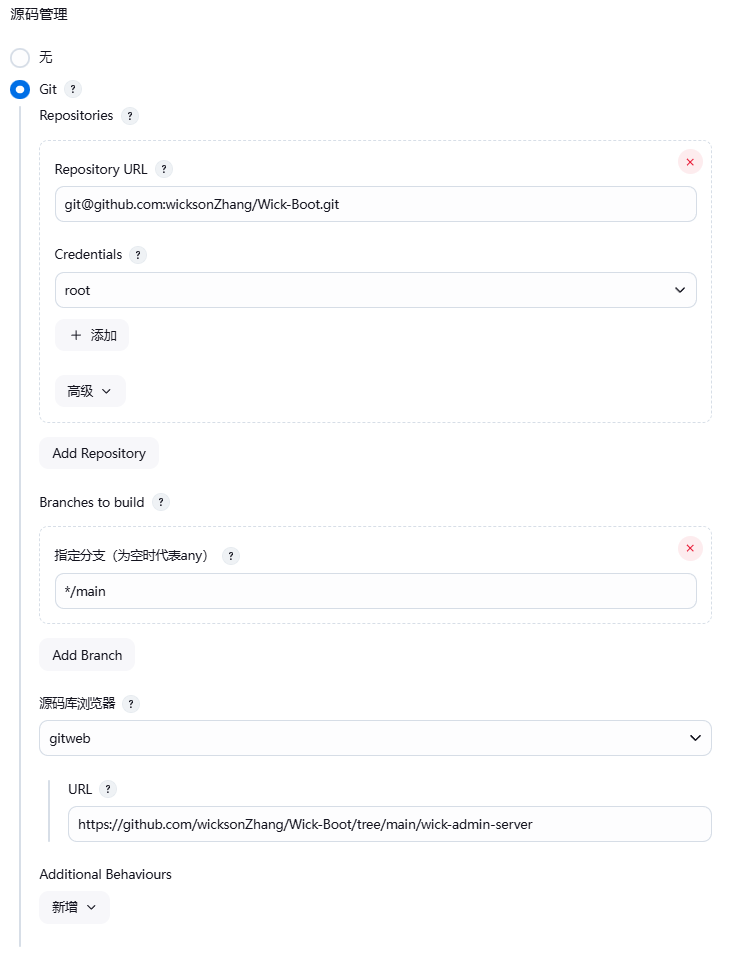 源码管理
无
Git ?
Repositories ?
Repository URL ?
git@github.com:wicksonZhang/Wick-Boot.git
Credentials ?
root
添加
高级
Add Repository
Branches to build ?
指定分支（为空时代表any） ?
*/main
Add Branch
源码库浏览器 ?
gitweb
URL ?
https://github.com/wicksonZhang/Wick-Boot/tree/main/wick-admin-server
Additional Behaviours
新增